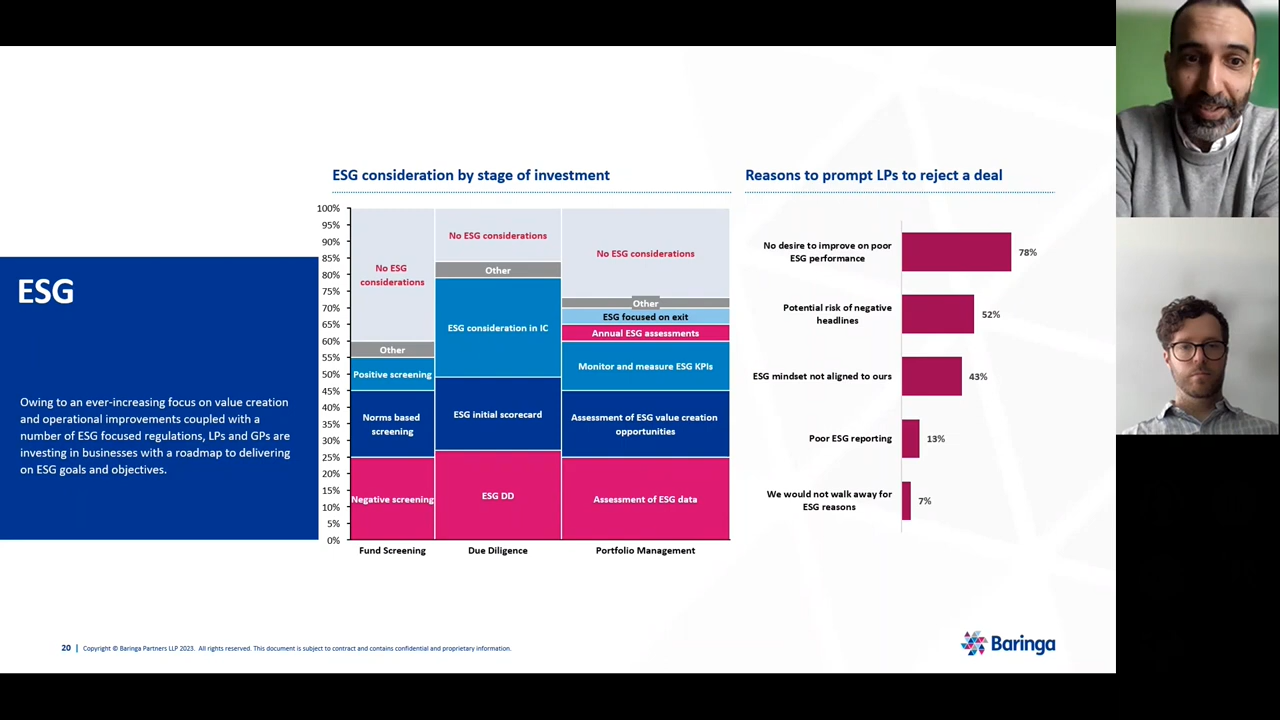 ESG
Owing to an ever-increasing focus on value creation
and operational improvements coupled with a
number of ESG focused regulations, LPs and GPs are
investing in businesses with a roadmap to delivering
on ESG goals and objectives.
ESG consideration by stage of investment
100%
95%
90%
85%
80%
75%
70%
65%
60%
55%
50%
45%
40%
35%
30%
25%
20%
15%
10%
5%
0%
No ESG
considerations
Other
Positive screening
Norms based
screening
Negative screening
Fund Screening
No ESG considerations
Other
ESG consideration in IC
ESG initial scorecard
ESG DD
Due Diligence
No ESG considerations
Other
ESG focused on exit
Annual ESG assessments
Monitor and measure ESG KPIs
Assessment of ESG value creation
opportunities
Assessment of ESG data
Portfolio Management
Reasons to prompt LPs to reject a deal
No desire to improve on poor
ESG performance
78%
Potential risk of negative
headlines
52%
ESG mindset not aligned to ours
43%
Poor ESG reporting
13%
We would not walk away for
ESG reasons
7%
20 | Copyright © Baringa Partners LLP 2023. All rights reserved. This document is subject to contract and contains confidential and proprietary information.
Baringa